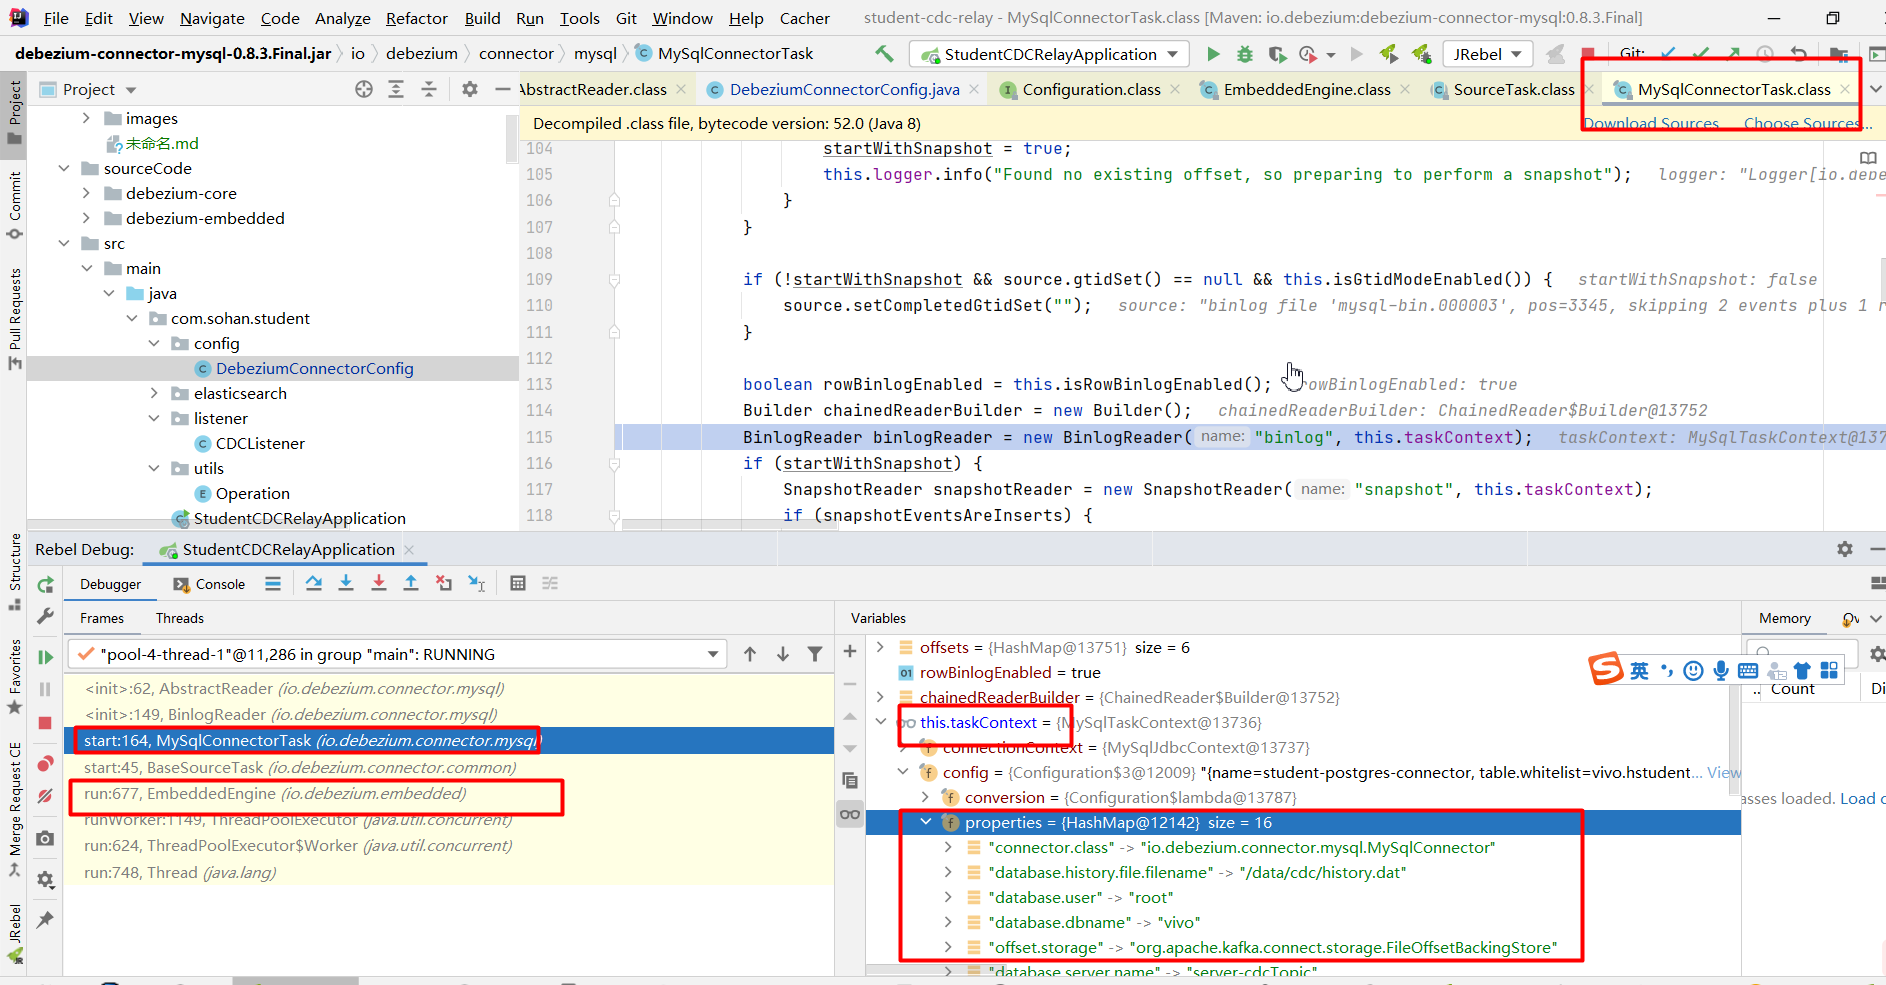 File Edit View Navigate Code Analyze Refactor Build Run Tools Git Window Help Cacher student-cdc-relay - MySqlConnectorTask.class [Maven: io.debezium:debezium-connector-mysql:0.8.3.Final]
debezium-connector-mysql-0.8.3.Final.jar io debezium connector mysql MySqlConnectorTask StudentCDCRelayApplication JRebel Git:
Project AbstractReader.class DebeziumConnectorConfig.java Configuration.class EmbeddedEngine.class SourceTask.class MySqlConnectorTask.class
Decompiled .class file, bytecode version: 52.0 (Java 8) Download Sources Choose Sources...
Project
Commit
Pull Requests
Structure
Favorites
Merge Request CE
JRebel
images
未命名.md
sourceCode
debezium-core
debezium-embedded
src
main
java
com.sohan.student
config
DebeziumConnectorConfig
elasticsearch
listener
CDCListener
utils
Operation
StudentCDCRelayApplication
104 startWithSnapshot = true;
105 this.logger.info("Found no existing offset, so preparing to perform a snapshot"); logger: "Logger[io.debe
106 }
107 }
108
109 if (!startWithSnapshot && source.gtidSet() == null && this.isGtidModeEnabled()) { startWithSnapshot: false
110 source.setCompletedGtidSet(""); source: "binlog file 'mysql-bin.000003', pos=3345, skipping 2 events plus 1 r
111 }
112
113 boolean rowBinlogEnabled = this.isRowBinlogEnabled(); rowBinlogEnabled: true
114 Builder chainedReaderBuilder = new Builder(); chainedReaderBuilder: ChainedReader$Builder@13752
115 BinlogReader binlogReader = new BinlogReader( name: "binlog", this.taskContext); taskContext: MySqlTaskContext@137
116 if (startWithSnapshot) {
117 SnapshotReader snapshotReader = new SnapshotReader( name: "snapshot", this.taskContext);
118 if (snapshotEventsAreInserts) {
Rebel Debug: StudentCDCRelayApplication
Debugger Console
Frames Threads
"pool-4-thread-1"@11,286 in group "main": RUNNING
<init>:62, AbstractReader (io.debezium.connector.mysql)
<init>:149, BinlogReader (io.debezium.connector.mysql)
start:164, MySqlConnectorTask (io.debezium.connector.mysql)
start:45, BaseSourceTask (io.debezium.connector.common)
run:677, EmbeddedEngine (io.debezium.embedded)
runWorker:1149, ThreadPoolExecutor (java.util.concurrent)
run:624, ThreadPoolExecutor$Worker (java.util.concurrent)
run:748, Thread (java.lang)
Variables
offsets = {HashMap@13751} size = 6
01 rowBinlogEnabled = true
chainedReaderBuilder = {ChainedReader$Builder@13752}
this.taskContext = {MySqlTaskContext@13736}
connectionContext = {MySqlJdbcContext@13737}
config = {Configuration$3@12009} "{name=student-postgres-connector, table.whitelist=vivo.hstudent... View
conversion = {Configuration$lambda@13787}
properties = {HashMap@12142} size = 16
"connector.class" -> "io.debezium.connector.mysql.MySqlConnector"
"database.history.file.filename" -> "/data/cdc/history.dat"
"database.user" -> "root"
"database.dbname" -> "vivo"
"offset.storage" -> "org.apache.kafka.connect.storage.FileOffsetBackingStore"
"database.server.name" -> "server-cdcTopic"
Memory Ov
英
Count Di
asses loaded. Load c